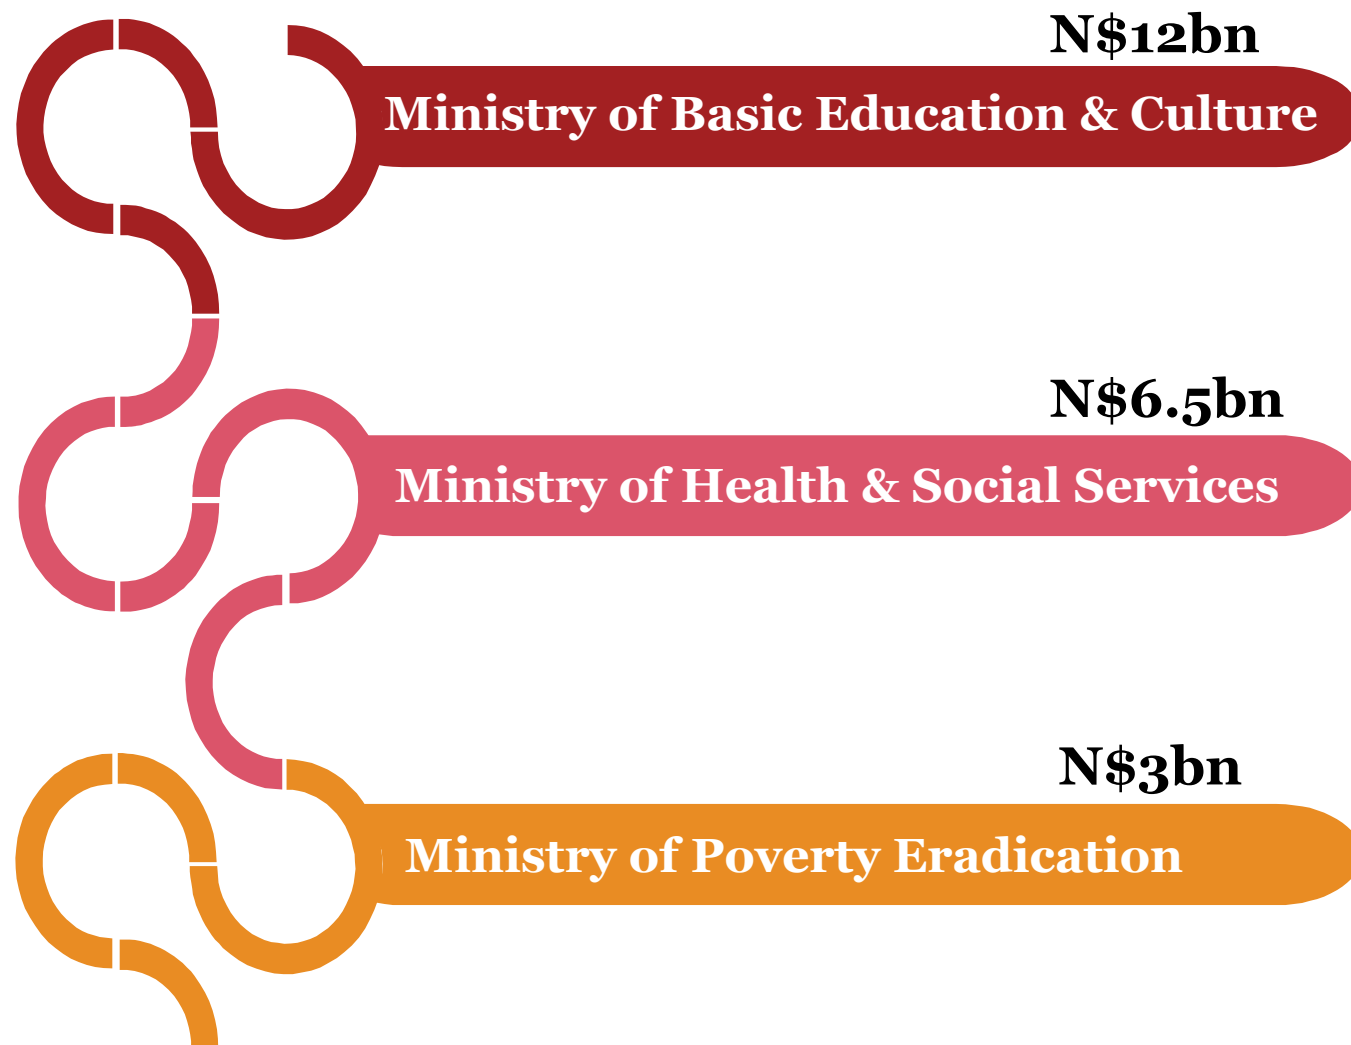 N$12bn
Ministry of Basic Education & Culture
N$6.5bn
Ministry of Health & Social Services
N$3bn
Ministry of Poverty Eradication